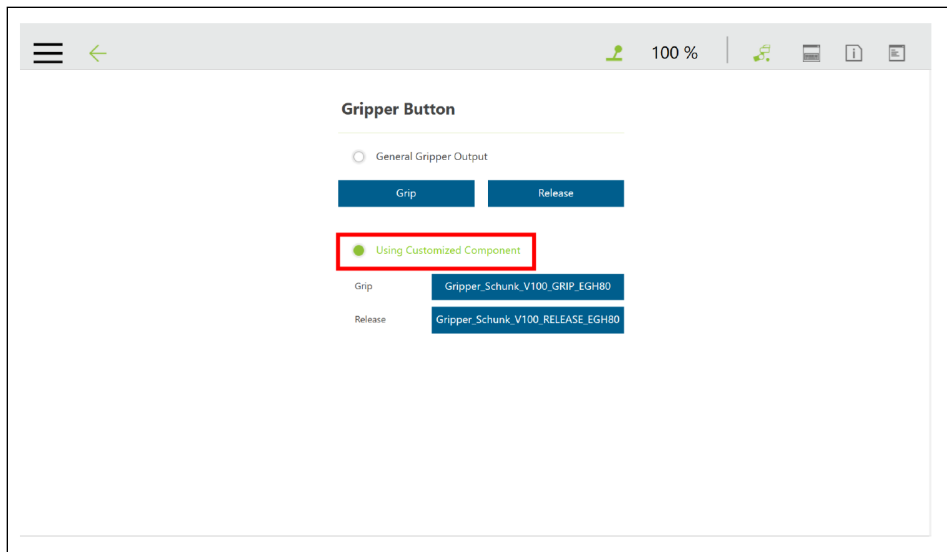 100 %
Gripper Button
General Gripper Output
Grip Release
Using Customized Component
Grip Gripper_Schunk_V100_GRIP_EGH80
Release Gripper_Schunk_V100_RELEASE_EGH80